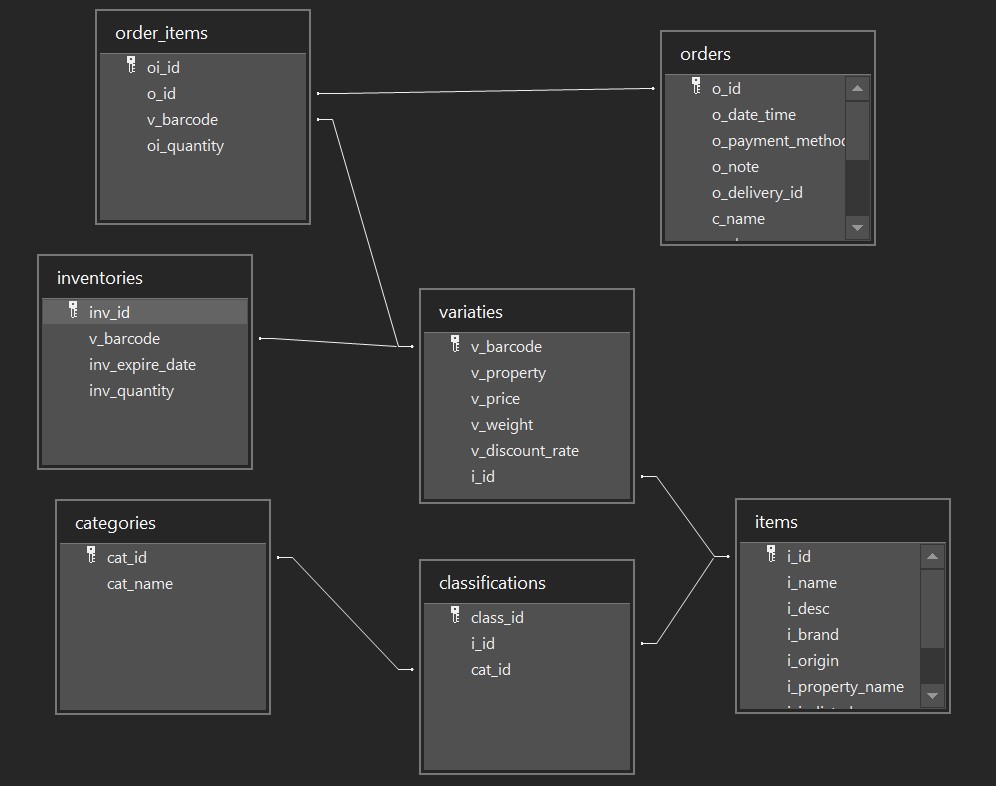 order_items
oi_id
o_id
v_barcode
oi_quantity
orders
o_id
o_date_time
o_payment_method
o_note
o_delivery_id
c_name
inventories
inv_id
v_barcode
inv_expire_date
inv_quantity
variaties
v_barcode
v_property
v_price
v_weight
v_discount_rate
i_id
categories
cat_id
cat_name
classifications
class_id
i_id
cat_id
items
i_id
i_name
i_desc
i_brand
i_origin
i_property_name